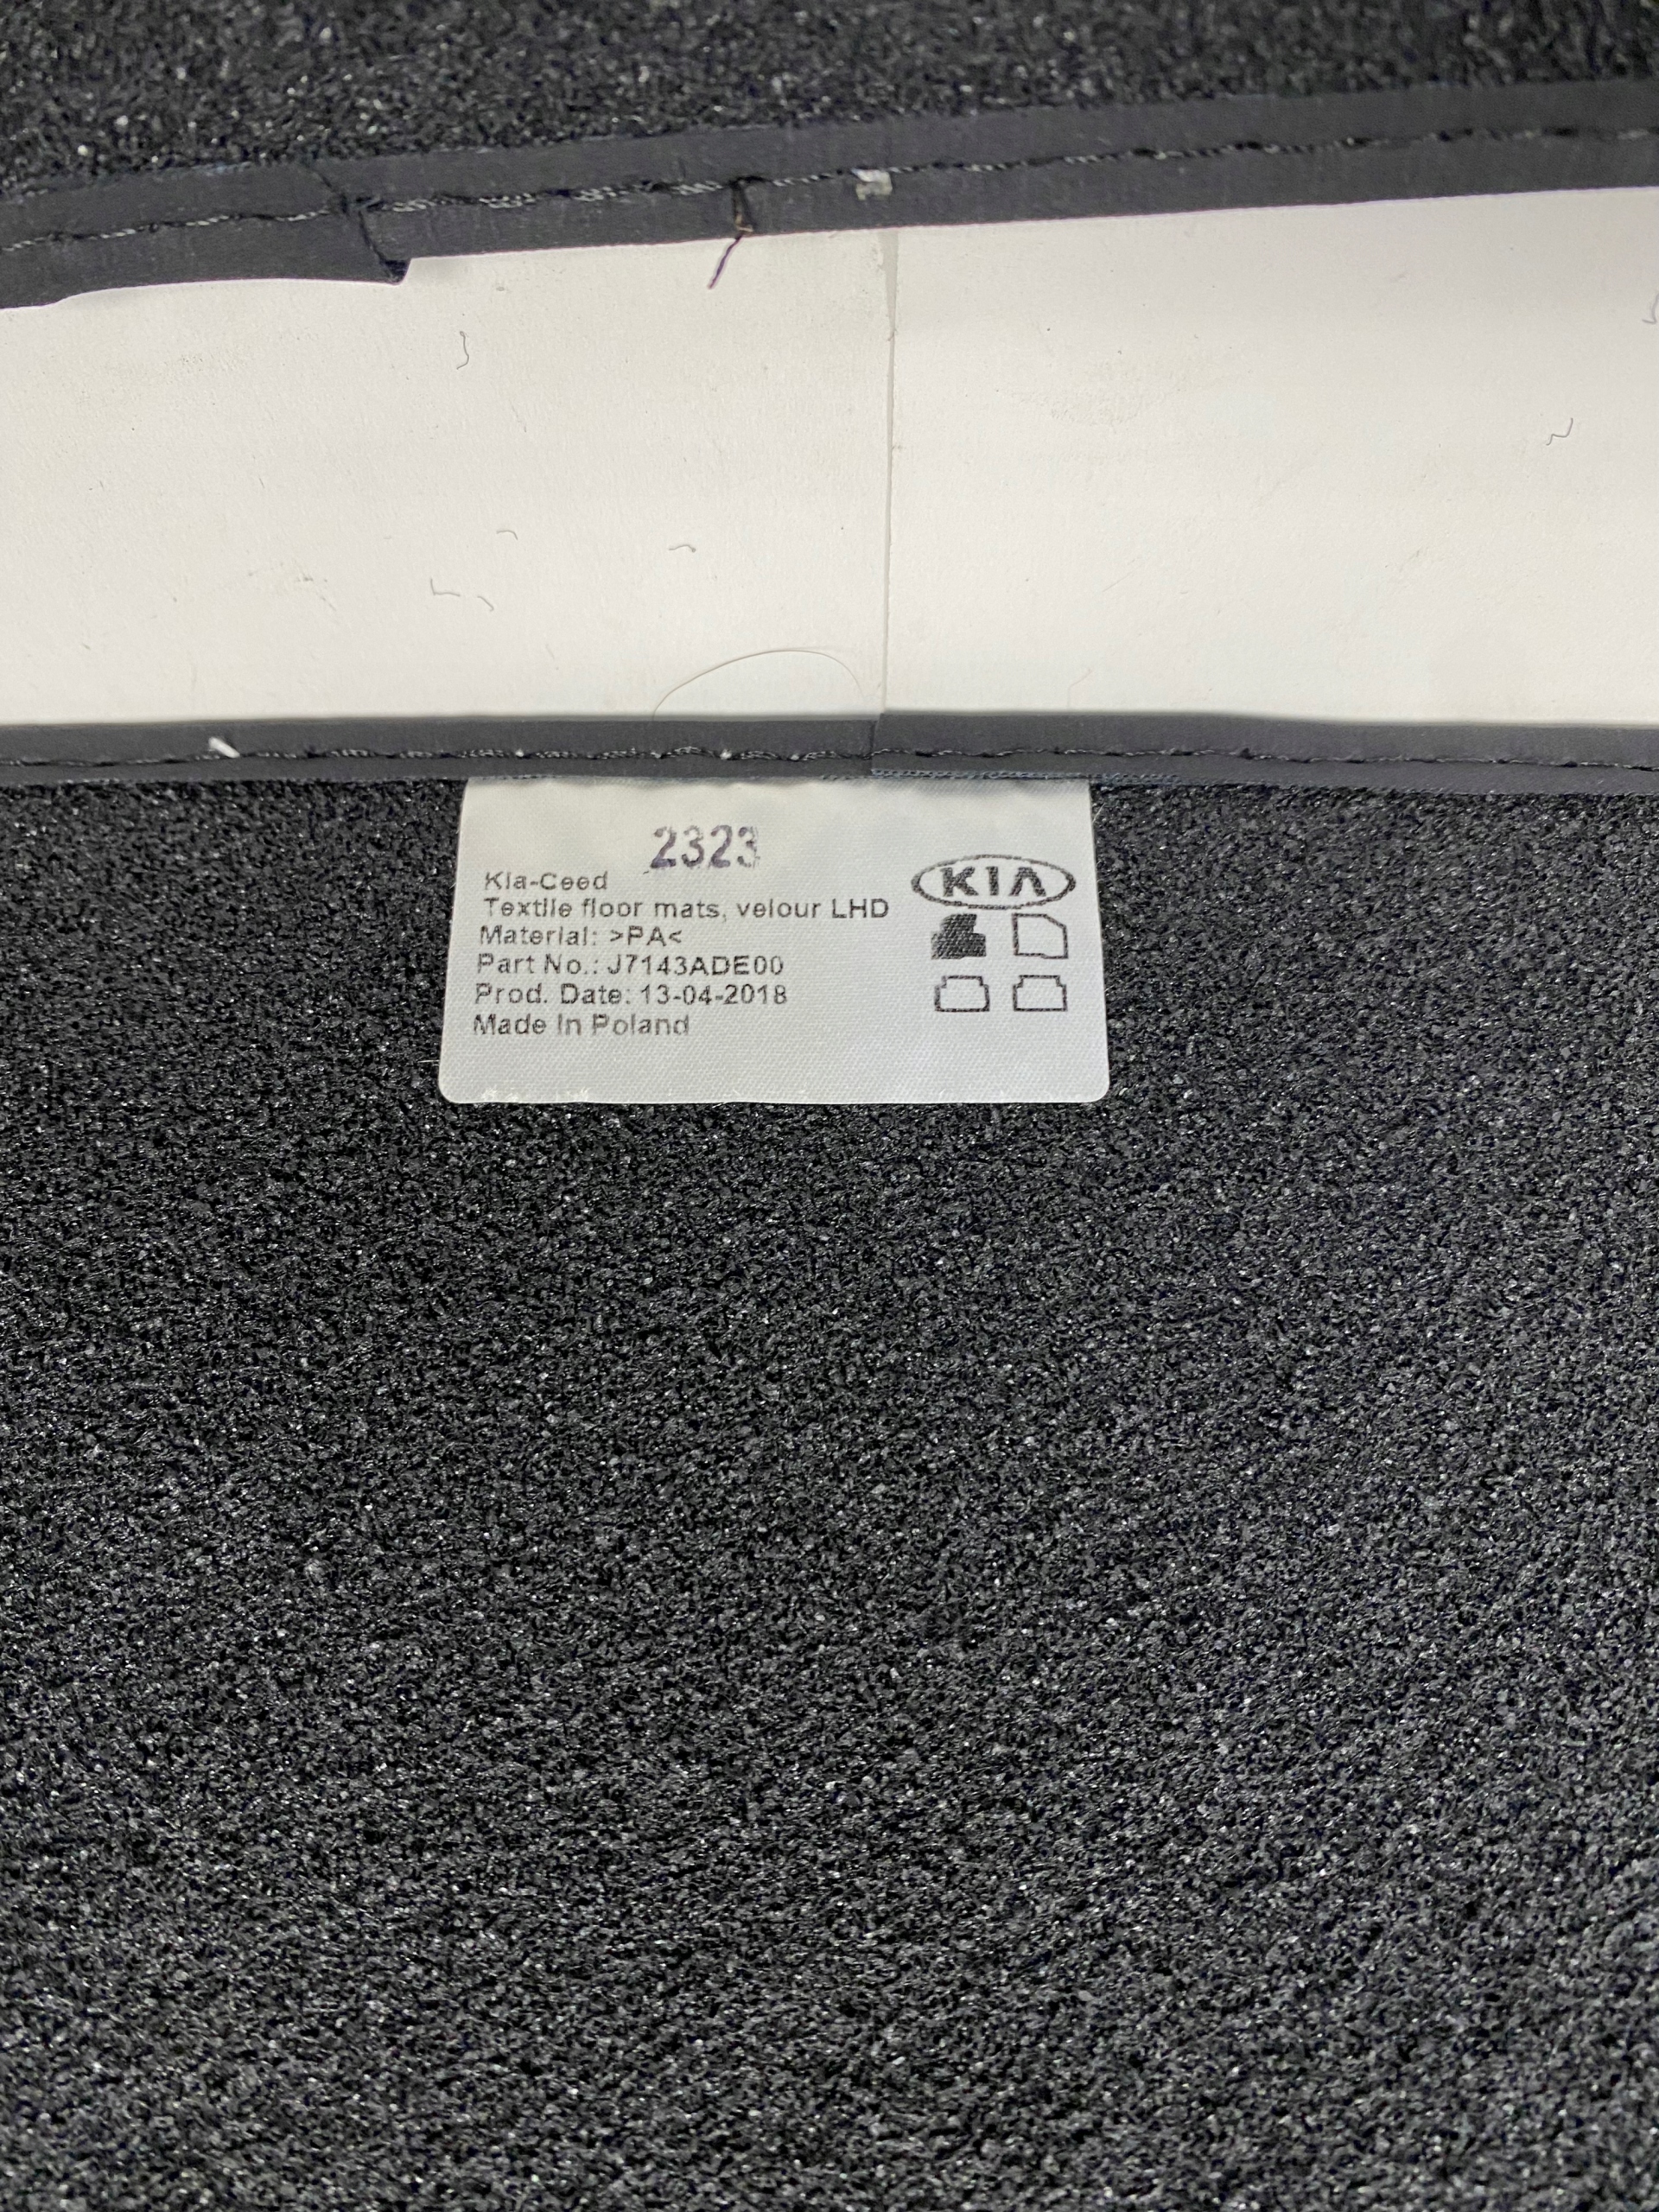 2323
Kia-Ceed
KIA
Textile floor mats, velour LHD
Material: >PA<
Part No.: J7143ADE00
Prod. Date: 13-04-2018
Made In Poland